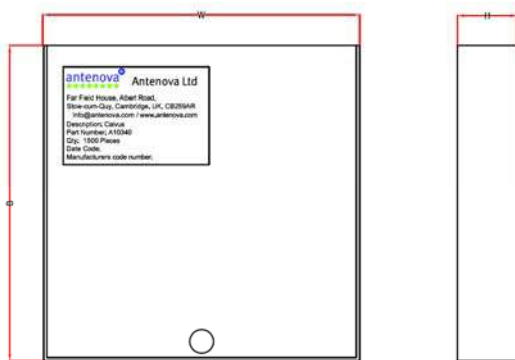 W
H
D
antenova
Antenova Ltd
Far Field House, Albert Road,
Stow-cum-Quy, Cambridge, UK, CB259AR
info@antenova.com / www.antenova.com
Description; Calvus
Part Number; A10340
Qty; 1500 Pieces
Date Code;
Manufacturers code number;